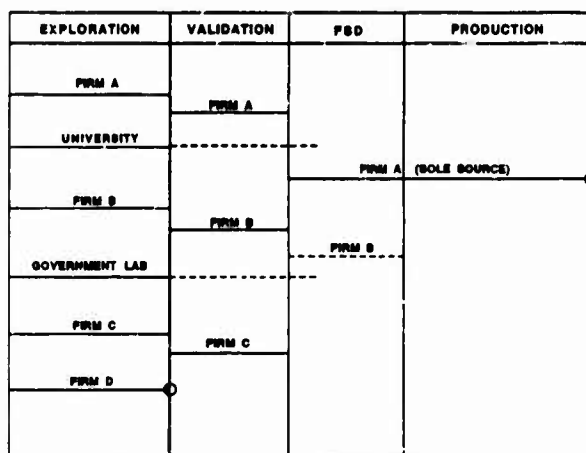 EXPLORATION VALIDATION FSD PRODUCTION
FIRM A
FIRM A
UNIVERSITY
FIRM A (SOLE SOURCE)
FIRM B
FIRM B
FIRM B
GOVERNMENT LAB
FIRM C
FIRM C
FIRM D